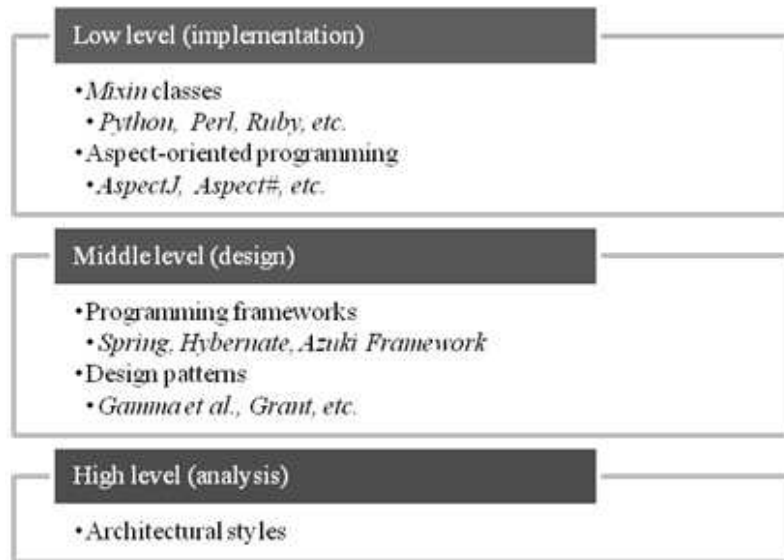 Low level (implementation)
•Mixin classes
•Python, Perl, Ruby, etc.
•Aspect-oriented programming
•AspectJ, Aspect#, etc.
Middle level (design)
•Programming frameworks
•Spring, Hybernate, Azuki Framework
•Design patterns
•Gamma et al., Grant, etc.
High level (analysis)
•Architectural styles